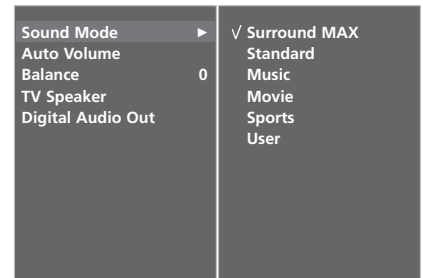 Sound Mode ►
Auto Volume
Balance 0
TV Speaker
Digital Audio Out
√ Surround MAX
Standard
Music
Movie
Sports
User